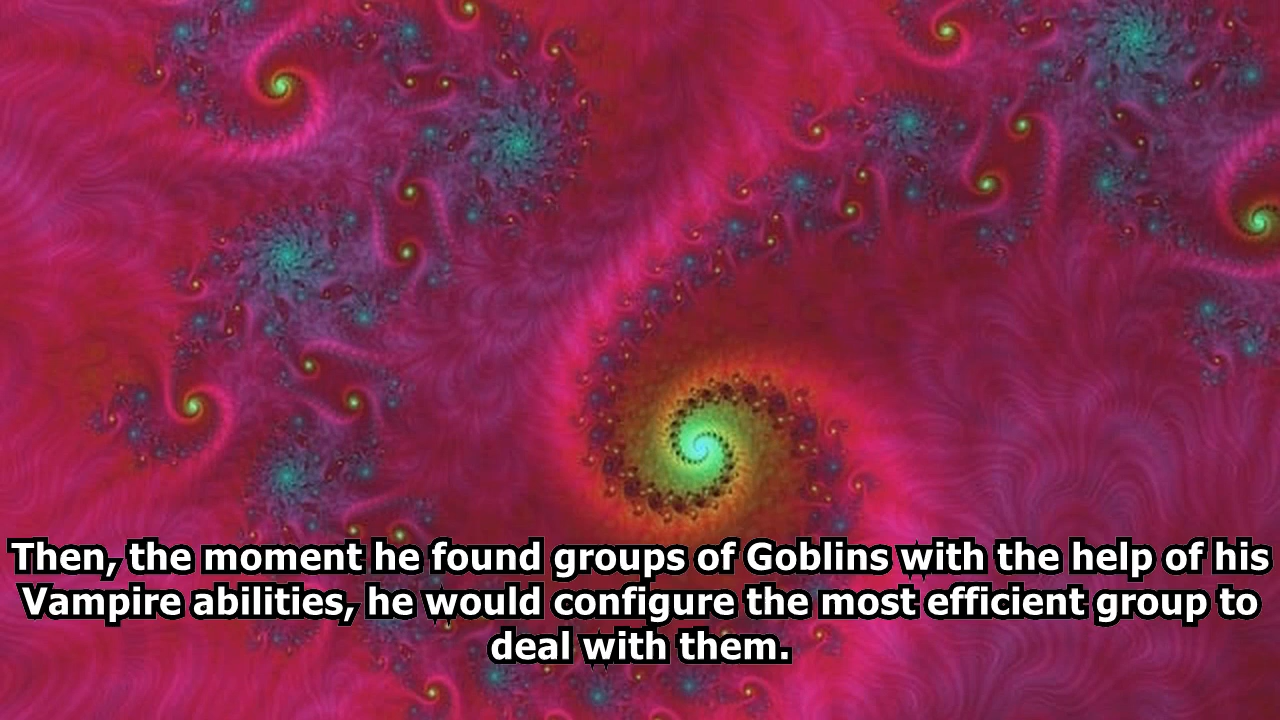 Then, the moment he found groups of Goblins with the help of his
Vampire abilities, he would configure the most efficient group to
deal with them.